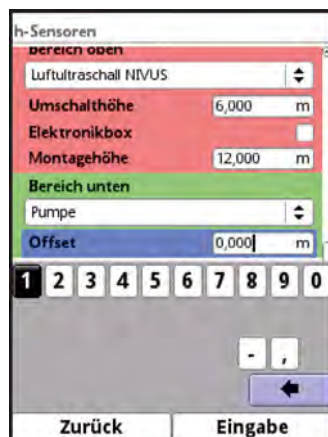 h-Sensoren
Bereich oben
Luftultraschall NIVUS
Umschalthöhe 6,000 m
Elektronikbox
Montagehöhe 12,000 m
Bereich unten
Pumpe
Offset 0,000 m
1 2 3 4 5 6 7 8 9 0
- ,
Zurück Eingabe